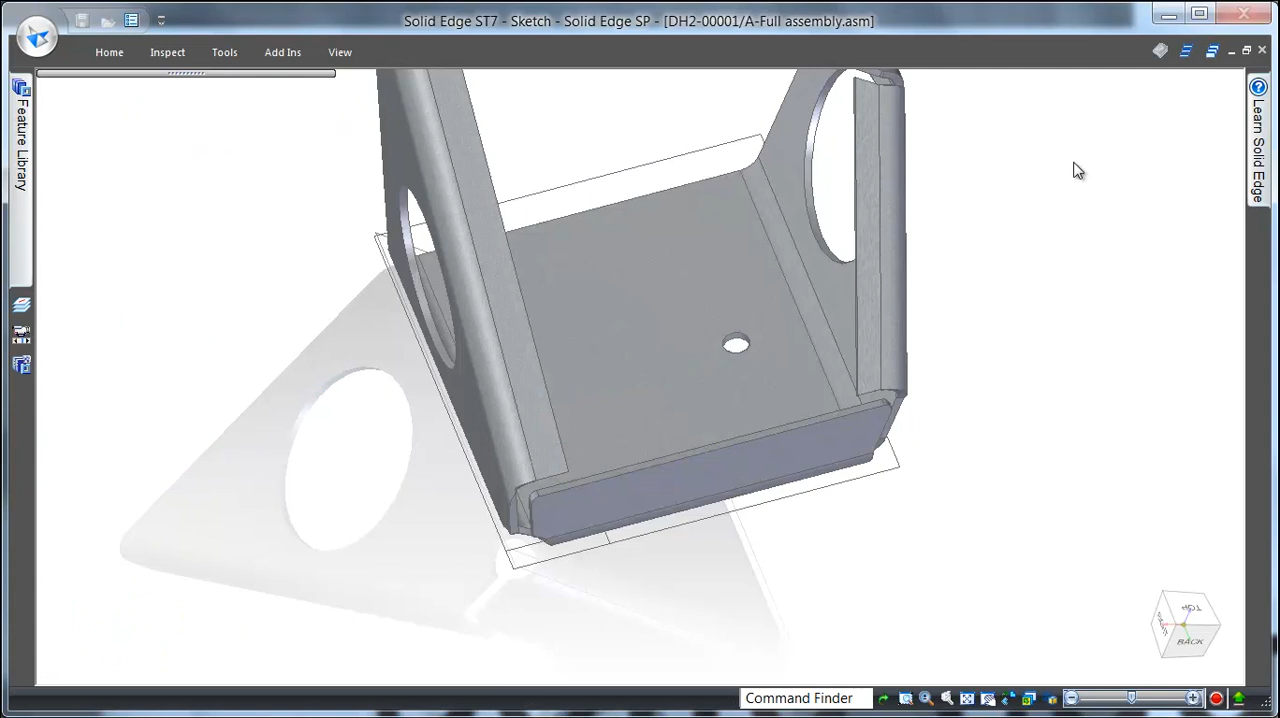 Solid Edge ST7 - Sketch - Solid Edge SP - [DH2-00001/A-Full assembly.asm]
Home Inspect Tools Add Ins View
Feature Library
Learn Solid Edge
TOP
BACK
Command Finder